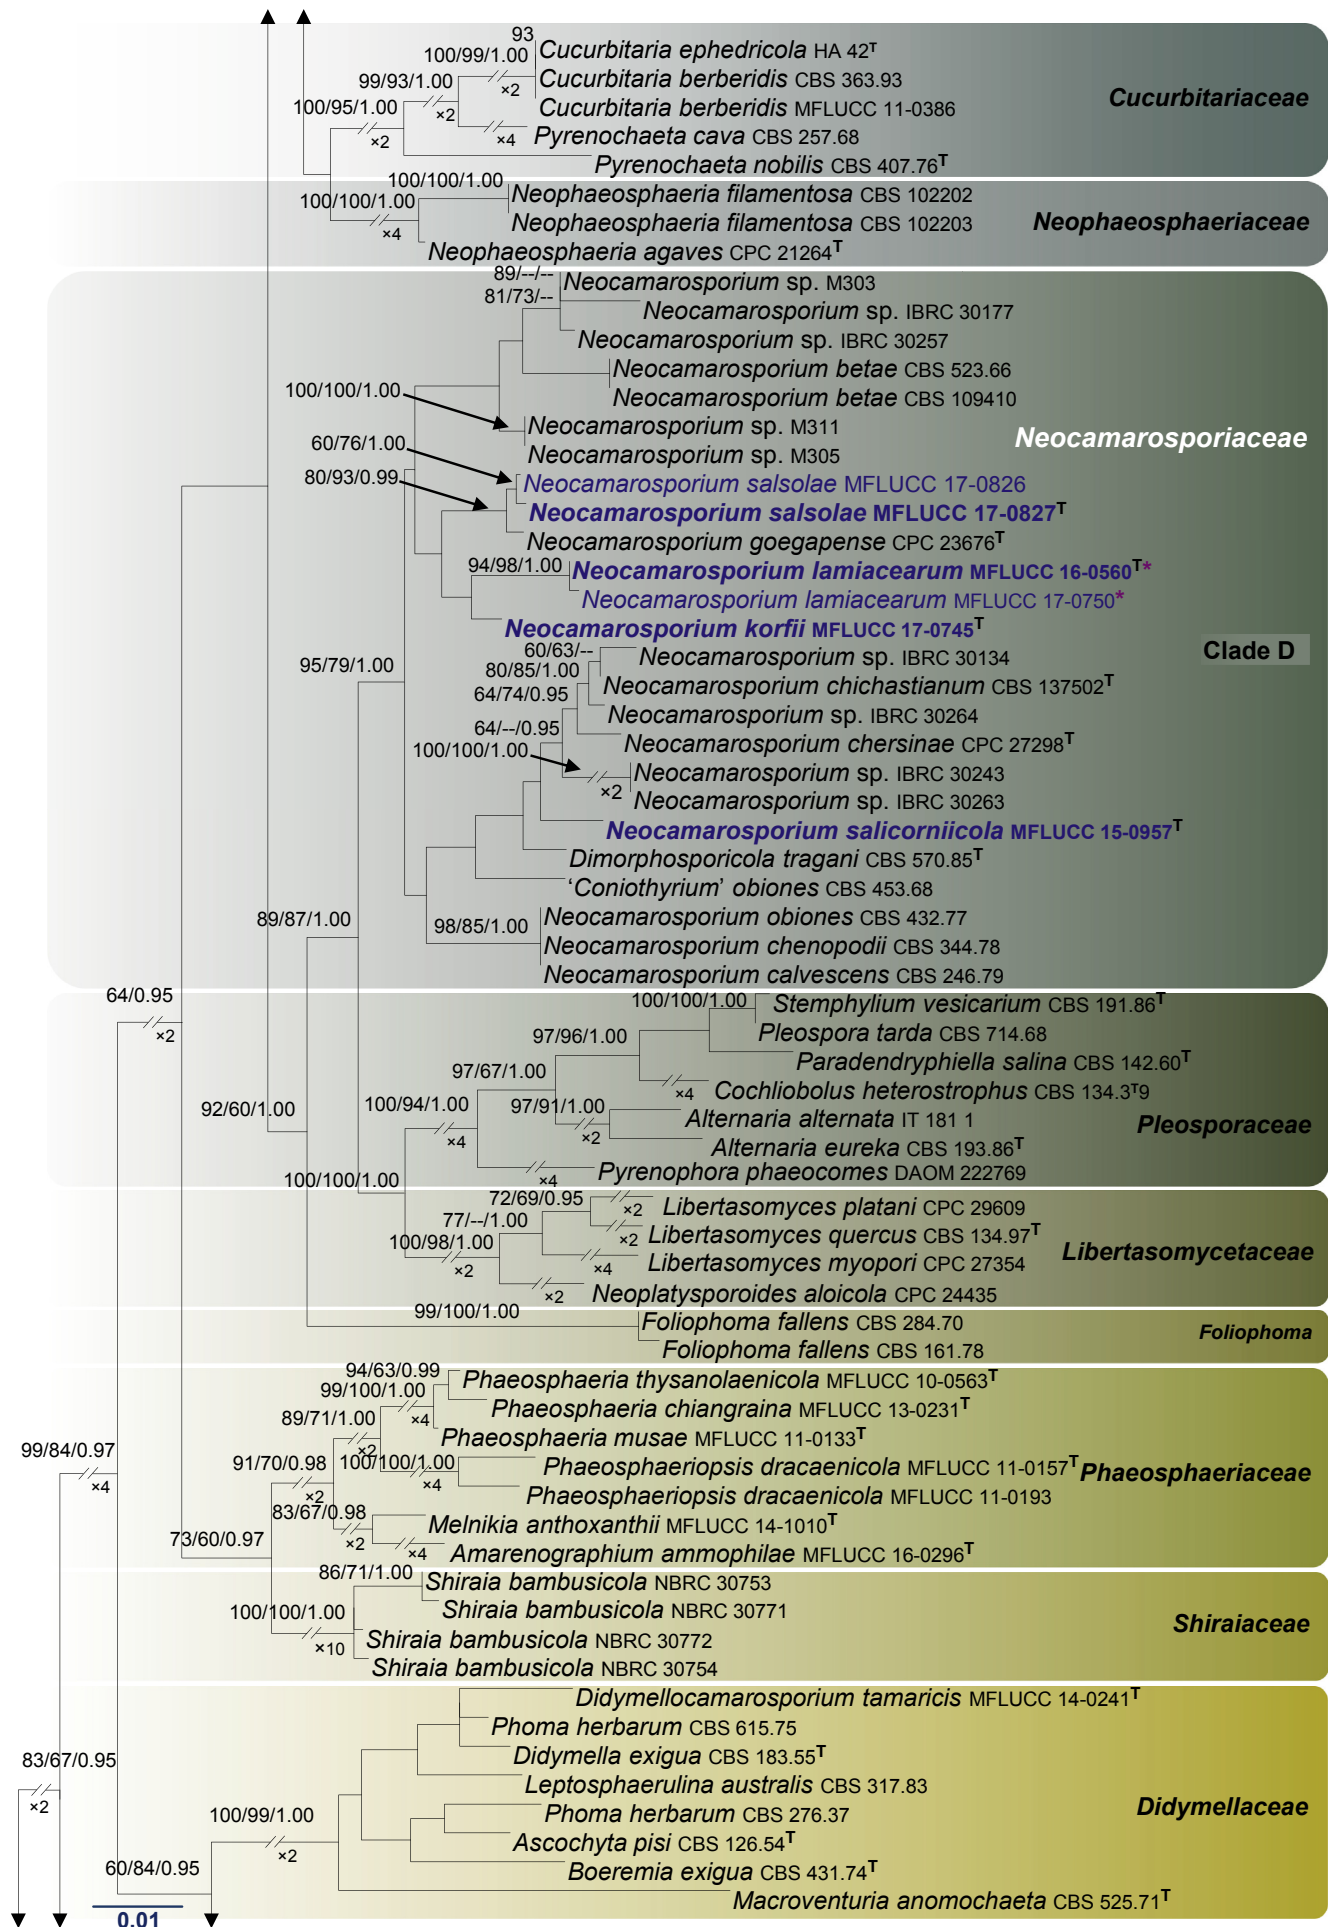 93
Cucurbitaria ephedricola HA 42T
100/99/1.00
Cucurbitaria berberidis CBS 363.93
99/93/1.00
×2
Cucurbitariaceae
100/95/1.00
Cucurbitaria berberidis MFLUCC 11-0386
×2
Pyrenochaeta cava CBS 257.68
×4
×2
Pyrenochaeta nobilis CBS 407.76T
100/100/1.00
Neophaeosphaeria filamentosa CBS 102202
100/100/1.00
Neophaeosphaeria filamentosa CBS 102203
Neophaeosphaeriaceae
×4
Neophaeosphaeria agaves CPC 21264T
89/--/--
Neocamarosporium sp. M303
81/73/--
Neocamarosporium sp. IBRC 30177
Neocamarosporium sp. IBRC 30257
Neocamarosporium betae CBS 523.66
100/100/1.00
Neocamarosporium betae CBS 109410
Neocamarosporium sp. M311
Neocamarosporiaceae
60/76/1.00
Neocamarosporium sp. M305
80/93/0.99
Neocamarosporium salsolae MFLUCC 17-0826
Neocamarosporium salsolae MFLUCC 17-0827T
Neocamarosporium goegapense CPC 23676T
94/98/1.00
Neocamarosporium lamiacearum MFLUCC 16-0560T*
Neocamarosporium lamiacearum MFLUCC 17-0750*
Neocamarosporium korfii MFLUCC 17-0745T
60/63/--
Neocamarosporium sp. IBRC 30134
Clade D
95/79/1.00
80/85/1.00
Neocamarosporium chichastianum CBS 137502T
64/74/0.95
Neocamarosporium sp. IBRC 30264
64/--/0.95
Neocamarosporium chersinae CPC 27298T
100/100/1.00
Neocamarosporium sp. IBRC 30243
×2
Neocamarosporium sp. IBRC 30263
Neocamarosporium salicorniicola MFLUCC 15-0957T
Dimorphosporicola tragani CBS 570.85T
‘Coniothyrium’ obiones CBS 453.68
89/87/1.00
98/85/1.00
Neocamarosporium obiones CBS 432.77
Neocamarosporium chenopodii CBS 344.78
Neocamarosporium calvescens CBS 246.79
64/0.95
×2
100/100/1.00
Stemphylium vesicarium CBS 191.86T
97/96/1.00
Pleospora tarda CBS 714.68
Paradendryphiella salina CBS 142.60T
97/67/1.00
×4
Cochliobolus heterostrophus CBS 134.3T9
92/60/1.00
100/94/1.00
97/91/1.00
Alternaria alternata IT 181 1
×4
×2
Pleosporaceae
Alternaria eureka CBS 193.86T
100/100/1.00
×4
Pyrenophora phaeocomes DAOM 222769
72/69/0.95
×2
Libertasomyces platani CPC 29609
77/--/1.00
×2
Libertasomyces quercus CBS 134.97T
100/98/1.00
Libertasomycetaceae
×2
×4
Libertasomyces myopori CPC 27354
×2
Neoplatysporoides aloicola CPC 24435
99/100/1.00
Foliophoma fallens CBS 284.70
Foliophoma
Foliophoma fallens CBS 161.78
94/63/0.99
Phaeosphaeria thysanolaenicola MFLUCC 10-0563T
99/100/1.00
×4
Phaeosphaeria chiangraina MFLUCC 13-0231T
89/71/1.00
×2
Phaeosphaeria musae MFLUCC 11-0133T
99/84/0.97
×4
91/70/0.98
×2
100/100/1.00
×4
Phaeosphaeriopsis dracaenicola MFLUCC 11-0157T
Phaeosphaeriaceae
Phaeosphaeriopsis dracaenicola MFLUCC 11-0193
83/67/0.98
×2
Melnikia anthoxanthii MFLUCC 14-1010T
73/60/0.97
×4
Amarenographium ammophilae MFLUCC 16-0296T
86/71/1.00
Shiraia bambusicola NBRC 30753
100/100/1.00
Shiraia bambusicola NBRC 30771
Shiraiaceae
×10
Shiraia bambusicola NBRC 30772
Shiraia bambusicola NBRC 30754
Didymellocamarosporium tamaricis MFLUCC 14-0241T
Phoma herbarum CBS 615.75
83/67/0.95
×2
Didymella exigua CBS 183.55T
Leptosphaerulina australis CBS 317.83
100/99/1.00
×2
Phoma herbarum CBS 276.37
Didymellaceae
Ascochyta pisi CBS 126.54T
60/84/0.95
Boeremia exigua CBS 431.74T
Macroventuria anomochaeta CBS 525.71T
0.01